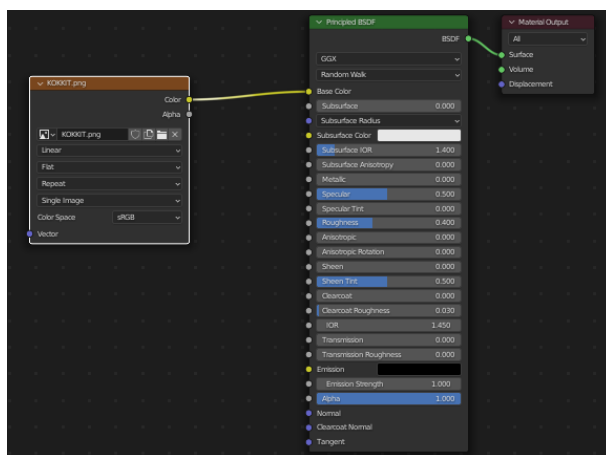 KOKKIT.png
Color
Alpha
KOKKIT.png
Linear
Flat
Repeat
Single Image
Color Space sRGB
Vector
Principled BSDF
BSDF
GGX
Random Walk
Base Color
Subsurface 0.000
Subsurface Radius
Subsurface Color
Subsurface IOR 1.400
Subsurface Anisotropy 0.000
Metallic 0.000
Specular 0.500
Specular Tint 0.000
Roughness 0.400
Anisotropic 0.000
Anisotropic Rotation 0.000
Sheen 0.000
Sheen Tint 0.500
Clearcoat 0.000
Clearcoat Roughness 0.030
IOR 1.450
Transmission 0.000
Transmission Roughness 0.000
Emission
Emission Strength 1.000
Alpha 1.000
Normal
Clearcoat Normal
Tangent
Material Output
All
Surface
Volume
Displacement